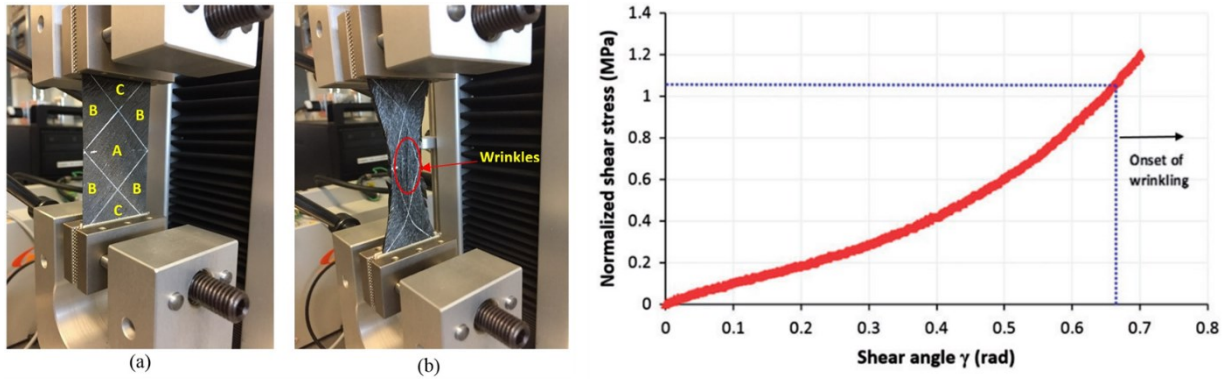 C
B B
A
B B
C
(a)
Wrinkles
(b)
Normalized shear stress (MPa)
1.4
1.2
1
0.8
0.6
0.4
0.2
0
0 0.1 0.2 0.3 0.4 0.5 0.6 0.7 0.8
Shear angle γ (rad)
Onset of
wrinkling